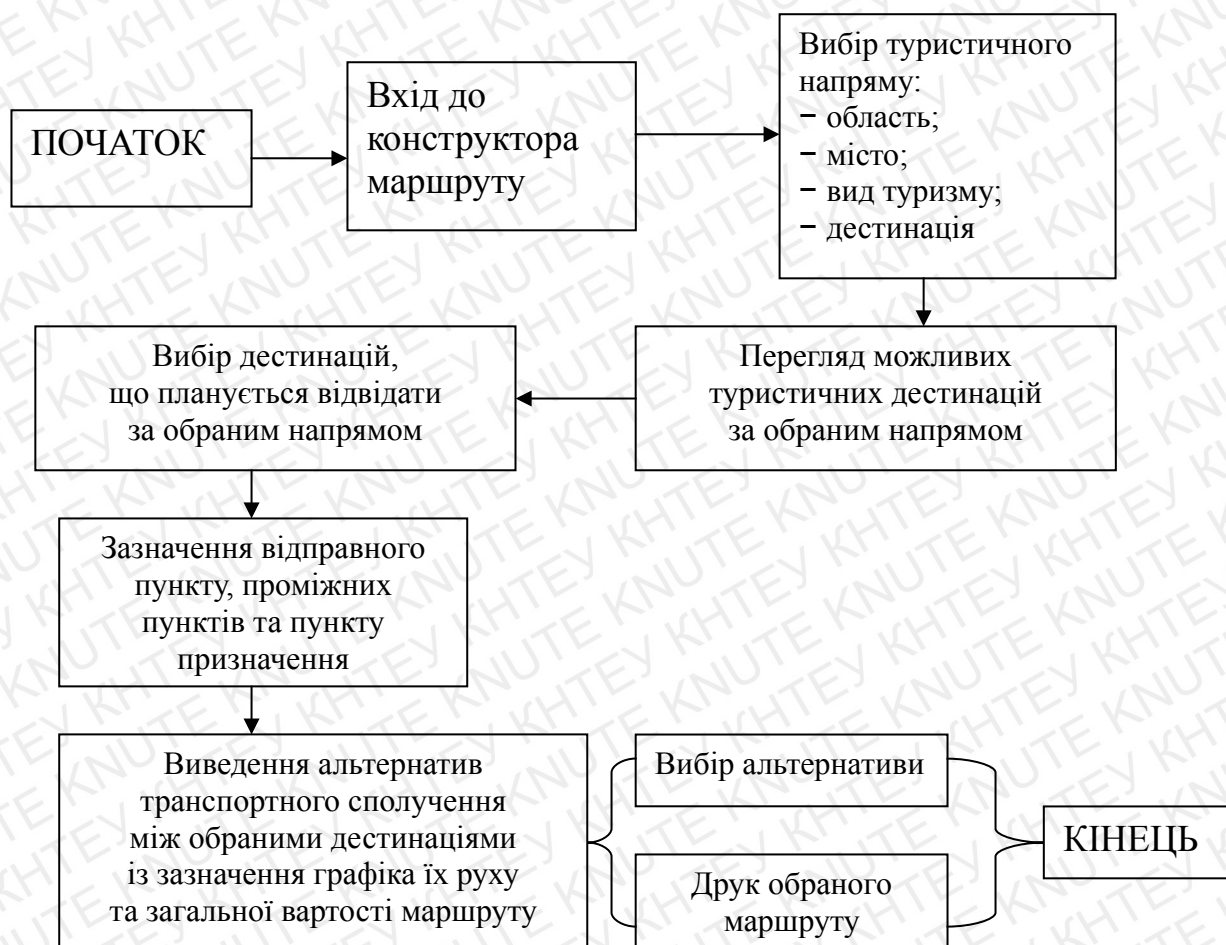 ПОЧАТОК
Вхід до
конструктора
маршруту
Вибір туристичного
напряму:
− область;
− місто;
− вид туризму;
− дестинація
Перегляд можливих
туристичних дестинацій
за обраним напрямом
Вибір дестинацій,
що планується відвідати
за обраним напрямом
Зазначення відправного
пункту, проміжних
пунктів та пункту
призначення
Виведення альтернатив
транспортного сполучення
між обраними дестинаціями
із зазначення графіка їх руху
та загальної вартості маршруту
Вибір альтернативи
Друк обраного
маршруту
КІНЕЦЬ